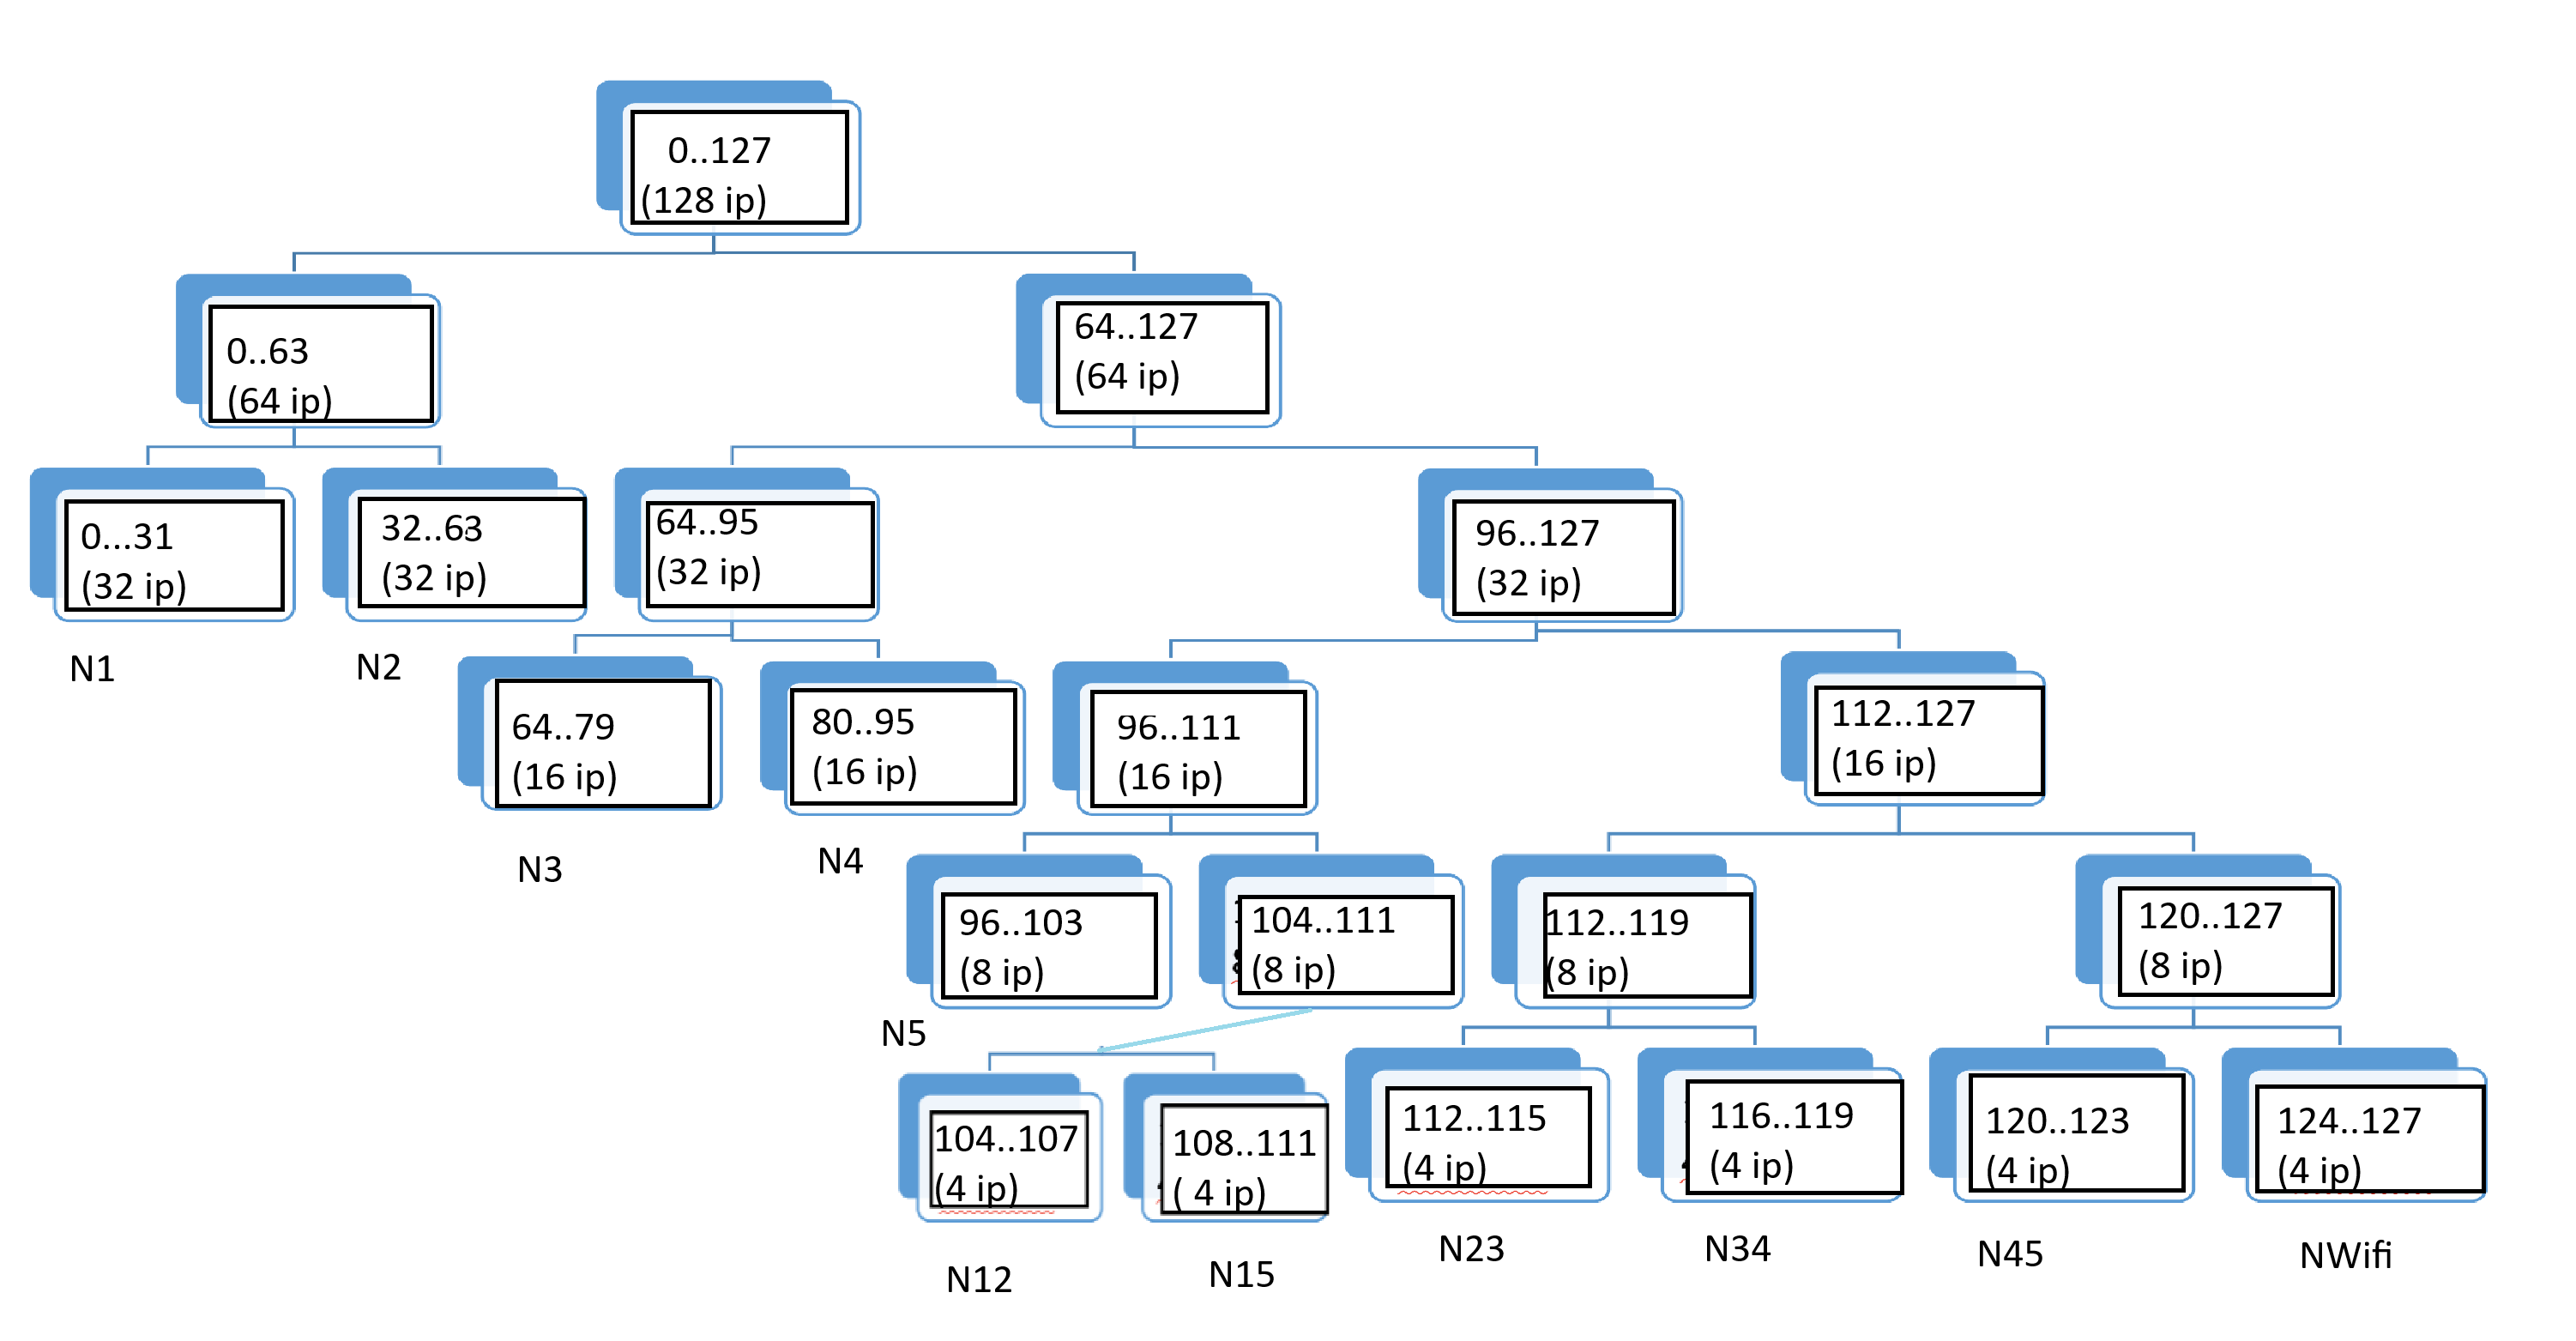 0..127
(128 ip)
0..63
(64 ip)
64..127
(64 ip)
0...31
(32 ip)
32..63
(32 ip)
64..95
(32 ip)
96..127
(32 ip)
N1
N2
64..79
(16 ip)
80..95
(16 ip)
96..111
(16 ip)
112..127
(16 ip)
N3
N4
96..103
(8 ip)
104..111
(8 ip)
112..119
(8 ip)
120..127
(8 ip)
N5
104..107
(4 ip)
108..111
( 4 ip)
112..115
(4 ip)
116..119
(4 ip)
120..123
(4 ip)
124..127
(4 ip)
N12
N15
N23
N34
N45
NWifi